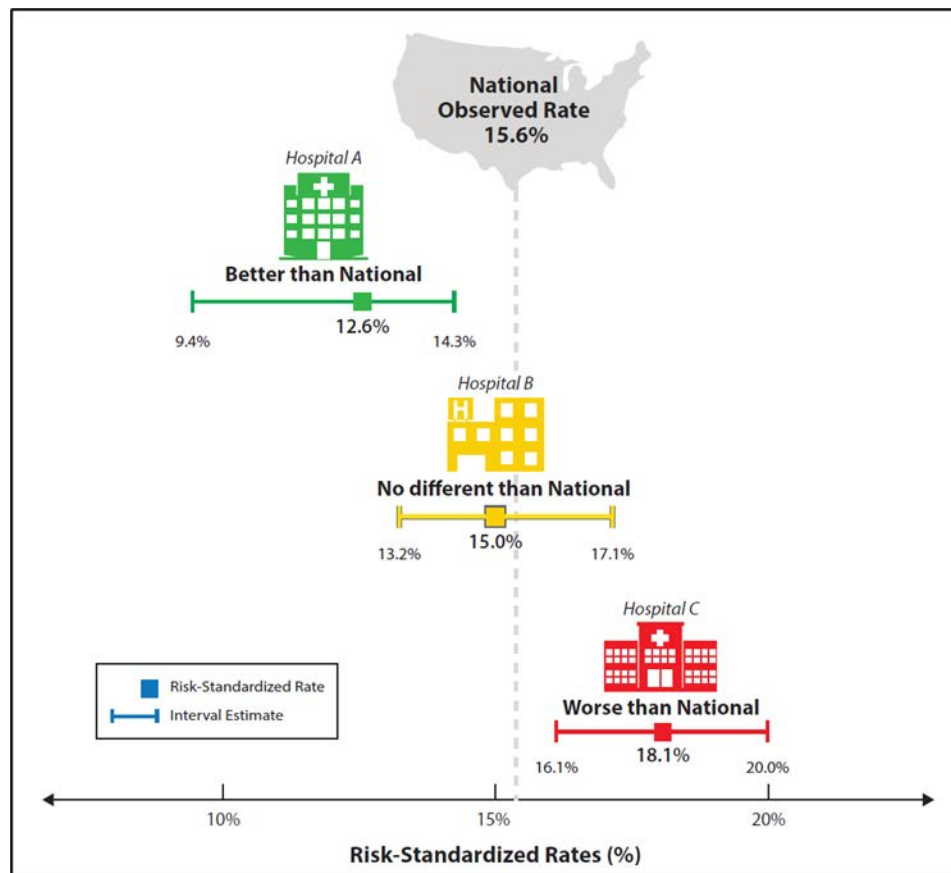 National
Observed Rate
15.6%
Hospital A
Better than National
12.6%
9.4%
14.3%
Hospital B
H
No different than National
15.0%
13.2%
17.1%
Hospital C
Worse than National
18.1%
16.1%
20.0%
Risk-Standardized Rate
Interval Estimate
10%
15%
20%
Risk-Standardized Rates (%)